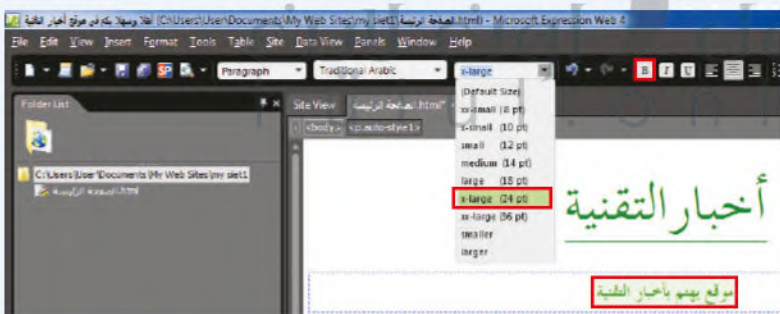 أهلا وسهلا بكم في موقع أخبار التقنية (C:\Users\User\Documents\My Web Sites\my siet1\الصفحة الرئيسة.html) - Microsoft Expression Web 4
File Edit View Insert Format Tools Table Site Data View Panels Window Help
Paragraph Traditional Arabic x-large B I U
Folder List
Site View الصفحة الرئيسة.html*
<body> <p.auto-style1>
(Default Size)
xx-small (8 pt)
x-small (10 pt)
small (12 pt)
medium (14 pt)
large (18 pt)
x-large (24 pt)
xx-large (36 pt)
smaller
larger
C:\Users\User\Documents\My Web Sites\my siet1
الصفحة الرئيسة.html
أخبار التقنية
موقع يهتم بأخبار التقنية